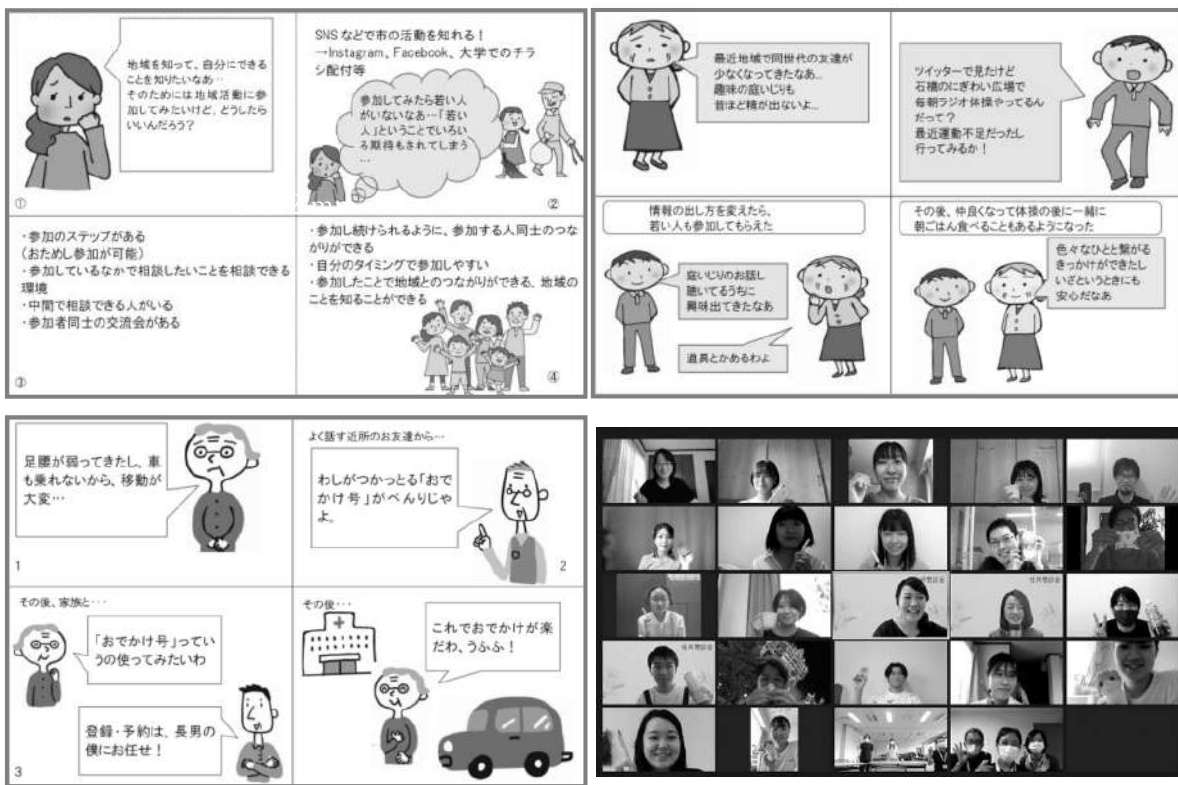 地域を知って、自分にできる
ことを知りたいなあ…
そのためには地域活動に参
加してみたいけど、どうしたら
いいんだろう？
①
SNSなどで市の活動を知れる！
→Instagram、Facebook、大学でのチラ
シ配付等
参加してみたら若い人
がいないなあ…「若い
人」ということでいろい
ろ期待もされてしまう
…
②
・参加のステップがある
(おためし参加が可能)
・参加しているなかで相談したいことを相談できる
環境
・中間で相談できる人がいる
・参加者同士の交流会がある
③
・参加し続けられるように、参加する人同士のつな
がりができる
・自分のタイミングで参加しやすい
・参加したことで地域とのつながりができる、地域の
ことを知ることができる
④
最近地域で同世代の友達が
少なくなってきたなあ…
趣味の庭いじりも
昔ほど精が出ないよ…
ツイッターで見たけど
石橋のにぎわい広場で
毎朝ラジオ体操やってるん
だって？
最近運動不足だったし
行ってみるか！
情報の出し方を変えたら、
若い人も参加してもらえた
庭いじりのお話し
聴いてるうちに
興味出てきたなあ
道具とかあるわよ
その後、仲良くなって体操の後に一緒に
朝ごはん食べることもあるようになった
色々なひとと繋がる
きっかけができたし
いざというときにも
安心だなあ
足腰が弱ってきたし、車
も乗れないから、移動が
大変…
1
よく話す近所のお友達から…
わしがつかっとる「おで
かけ号」がべんりじゃ
よ。
2
その後、家族と・・・
「おでかけ号」ってい
うの使ってみたいわ
登録・予約は、長男の
僕にお任せ！
3
その後・・・
これでおでかけが楽
だわ、うふふ！